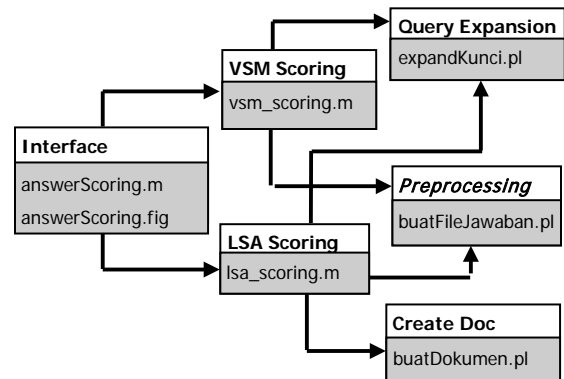 Query Expansion
expandKunci.pl
VSM Scoring
vsm_scoring.m
Interface
answerScoring.m
answerScoring.fig
Preprocessing
buatFileJawaban.pl
LSA Scoring
lsa_scoring.m
Create Doc
buatDokumen.pl